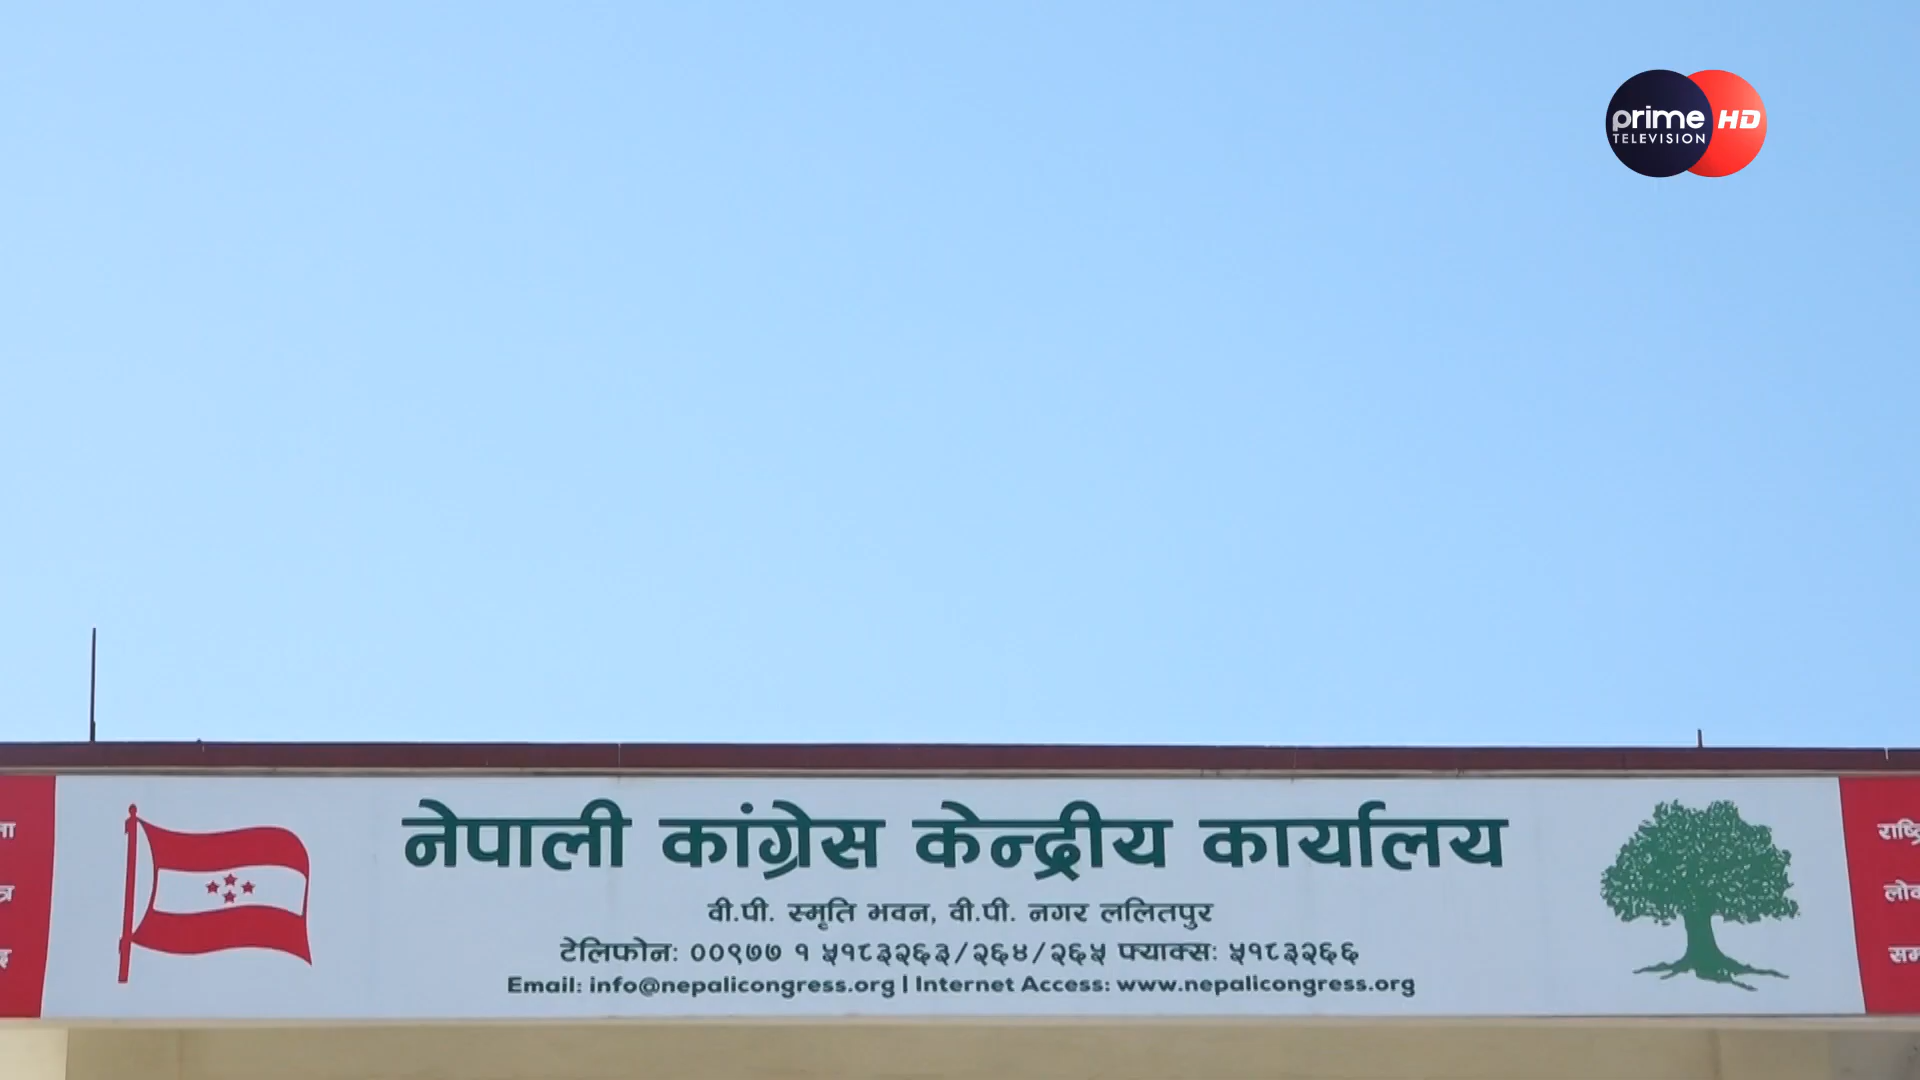 prime HD
TELEVISION
नेपाली कांग्रेस केन्द्रीय कार्यालय
वी.पी. स्मृति भवन, वी.पी. नगर ललितपुर
टेलिफोन: ००९७७ १ ५१८३२६३/२६४/२६५ फ्याक्स: ५१८३२६६
Email: info@nepalicongress.org | Internet Access: www.nepalicongress.org